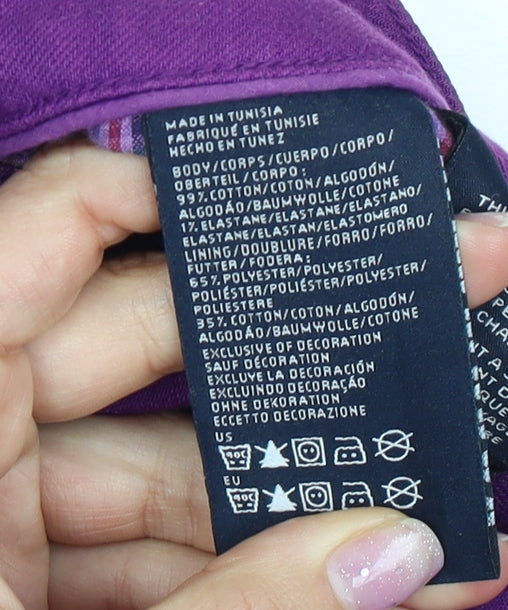 MADE IN TUNISIA
FABRIQUÉ EN TUNISIE
HECHO EN TUNEZ
BODY/CORPS/CUERPO/CORPO/
OBERTEIL/CORPO:
99% COTTON/COTON/ALGODÓN/
ALGODÃO/BAUMWOLLE/COTONE
1% ELASTANE/ELASTANE/ELASTANO/
ELASTANE/ELASTAN/ELASTOMERO
LINING/DOUBLURE/FORRO/FORRO/
FUTTER/FODERA:
65% POLYESTER/POLYESTER/
POLIÉSTER/POLIÉSTER/POLYESTER/
POLIESTERE
35% COTTON/COTON/ALGODÓN/
ALGODÃO/BAUMWOLLE/COTONE
EXCLUSIVE OF DECORATION
SAUF DÉCORATION
EXCLUYE LA DECORACIÓN
EXCLUINDO DECORAÇÃO
OHNE DEKORATION
ECCETTO DECORAZIONE
US
EU